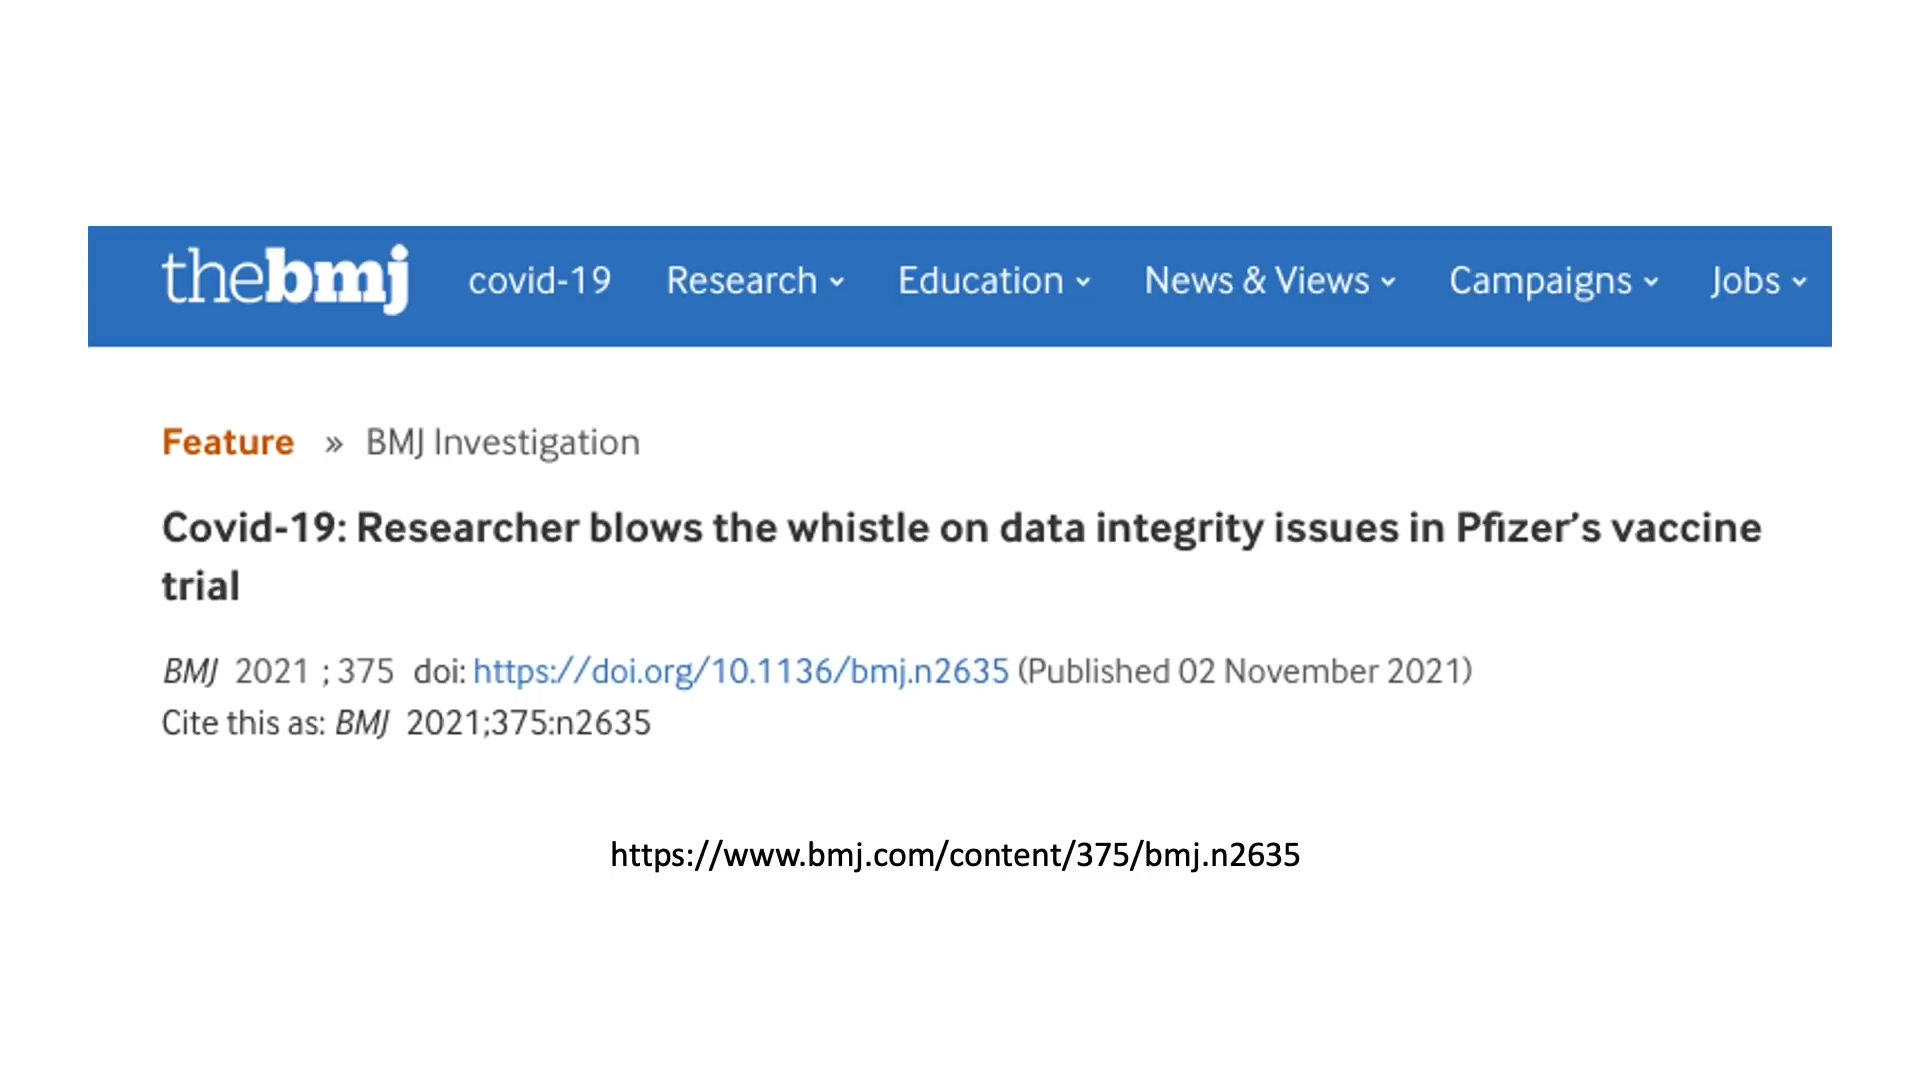 thebmj covid-19 Research Education News & Views Campaigns Jobs
Feature » BMJ Investigation
Covid-19: Researcher blows the whistle on data integrity issues in Pfizer’s vaccine
trial
BMJ 2021 ; 375 doi: https://doi.org/10.1136/bmj.n2635 (Published 02 November 2021)
Cite this as: BMJ 2021;375:n2635
https://www.bmj.com/content/375/bmj.n2635